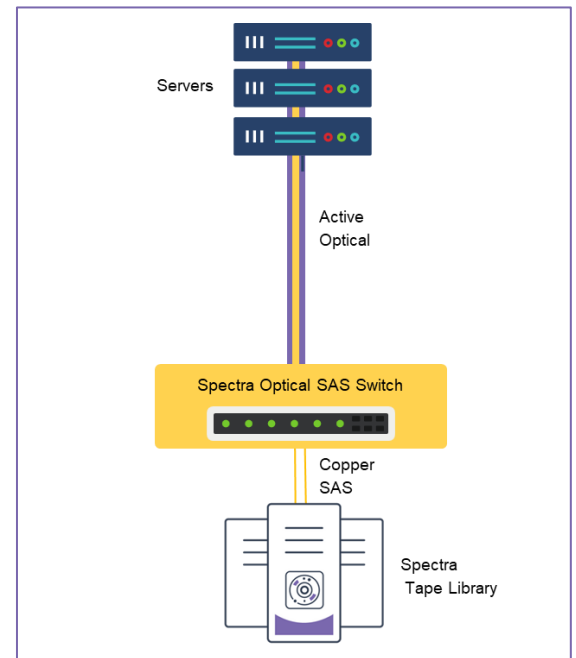 Servers
Active
Optical
Spectra Optical SAS Switch
Copper
SAS
Spectra
Tape Library